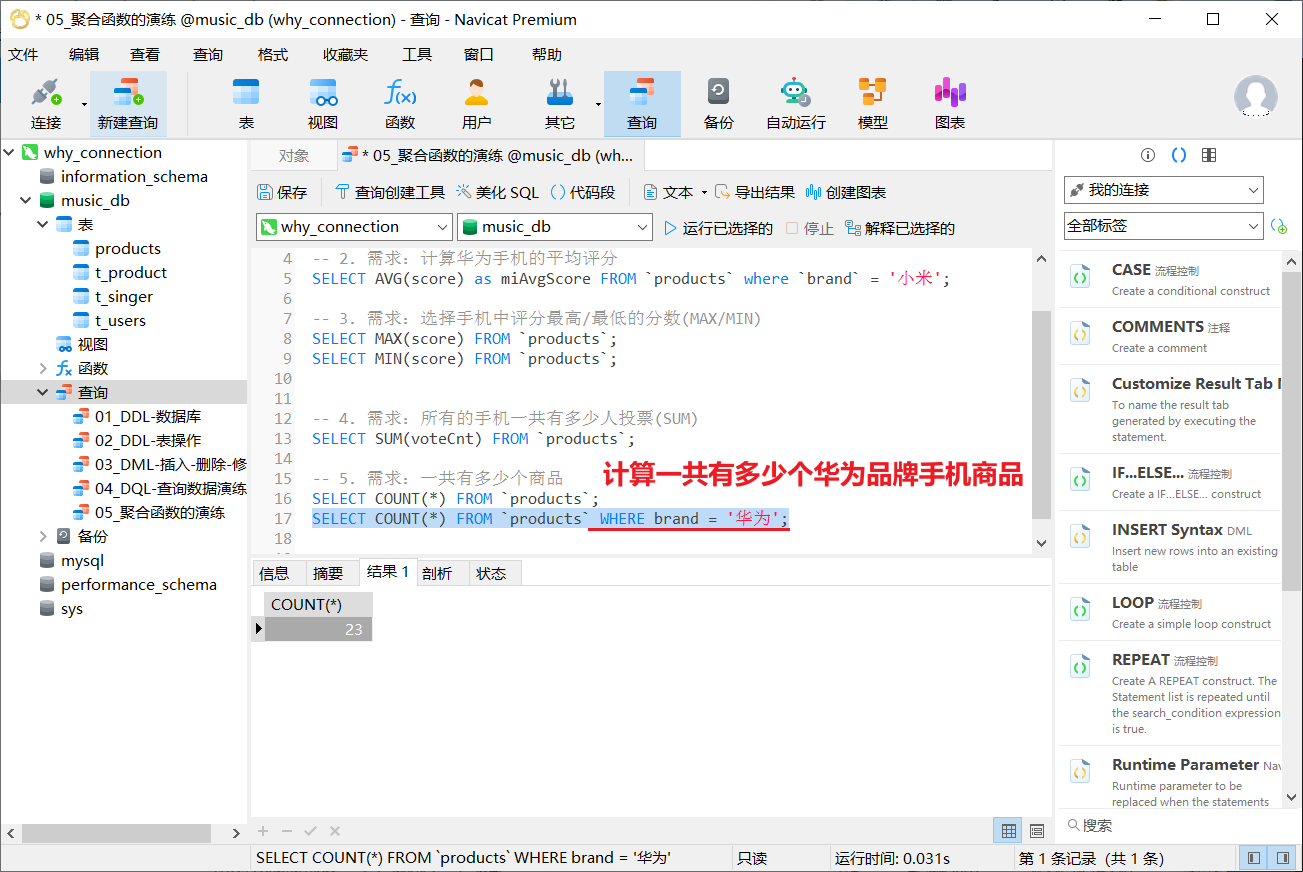 * 05_聚合函数的演练 @music_db (why_connection) - 查询 - Navicat Premium
文件 编辑 查看 查询 格式 收藏夹 工具 窗口 帮助
连接 新建查询 表 视图 函数 用户 其它 查询 备份 自动运行 模型 图表
why_connection
information_schema
music_db
表
products
t_product
t_singer
t_users
视图
函数
查询
01_DDL-数据库
02_DDL-表操作
03_DML-插入-删除-修
04_DQL-查询数据演练
05_聚合函数的演练
备份
mysql
performance_schema
sys
对象 * 05_聚合函数的演练 @music_db (wh...
保存 查询创建工具 美化 SQL () 代码段 文本 导出结果 创建图表
why_connection music_db 运行已选择的 停止 解释已选择的
4 -- 2. 需求：计算华为手机的平均评分
5 SELECT AVG(score) as miAvgScore FROM `products` where `brand` = '小米';
6
7 -- 3. 需求：选择手机中评分最高/最低的分数(MAX/MIN)
8 SELECT MAX(score) FROM `products`;
9 SELECT MIN(score) FROM `products`;
10
11
12 -- 4. 需求：所有的手机一共有多少人投票(SUM)
13 SELECT SUM(voteCnt) FROM `products`;
14
15 -- 5. 需求：一共有多少个商品
计算一共有多少个华为品牌手机商品
16 SELECT COUNT(*) FROM `products`;
17 SELECT COUNT(*) FROM `products` WHERE brand = '华为';
18
信息 摘要 结果 1 剖析 状态
COUNT(*)
23
我的连接
全部标签
CASE 流程控制
Create a conditional construct
COMMENTS 注释
Create a comment
Customize Result Tab
To name the result tab
generated by executing the
statement.
IF...ELSE... 流程控制
Create a IF...ELSE... construct
INSERT Syntax DML
Insert new rows into an existing
table
LOOP 流程控制
Create a simple loop construct
REPEAT 流程控制
Create A REPEAT construct. The
Statement list is repeated until
the search_condition expression
is true.
Runtime Parameter Nav
Runtime parameter to be
replaced when the statements
搜索
SELECT COUNT(*) FROM `products` WHERE brand = '华为' 只读 运行时间: 0.031s 第 1 条记录 (共 1 条)